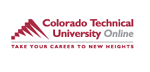 Colorado Technical
University Online
TAKE YOUR CAREER TO NEW HEIGHTS